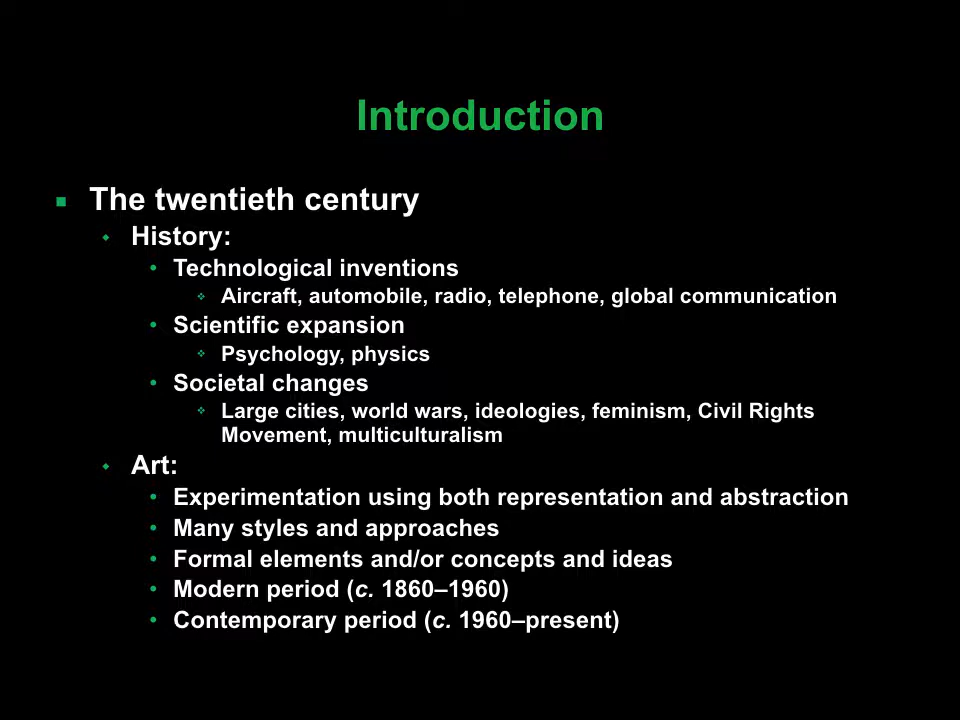 Introduction
The twentieth century
History:
Technological inventions
Aircraft, automobile, radio, telephone, global communication
Scientific expansion
Psychology, physics
Societal changes
Large cities, world wars, ideologies, feminism, Civil Rights
Movement, multiculturalism
Art:
Experimentation using both representation and abstraction
Many styles and approaches
Formal elements and/or concepts and ideas
Modern period (c. 1860–1960)
Contemporary period (c. 1960–present)